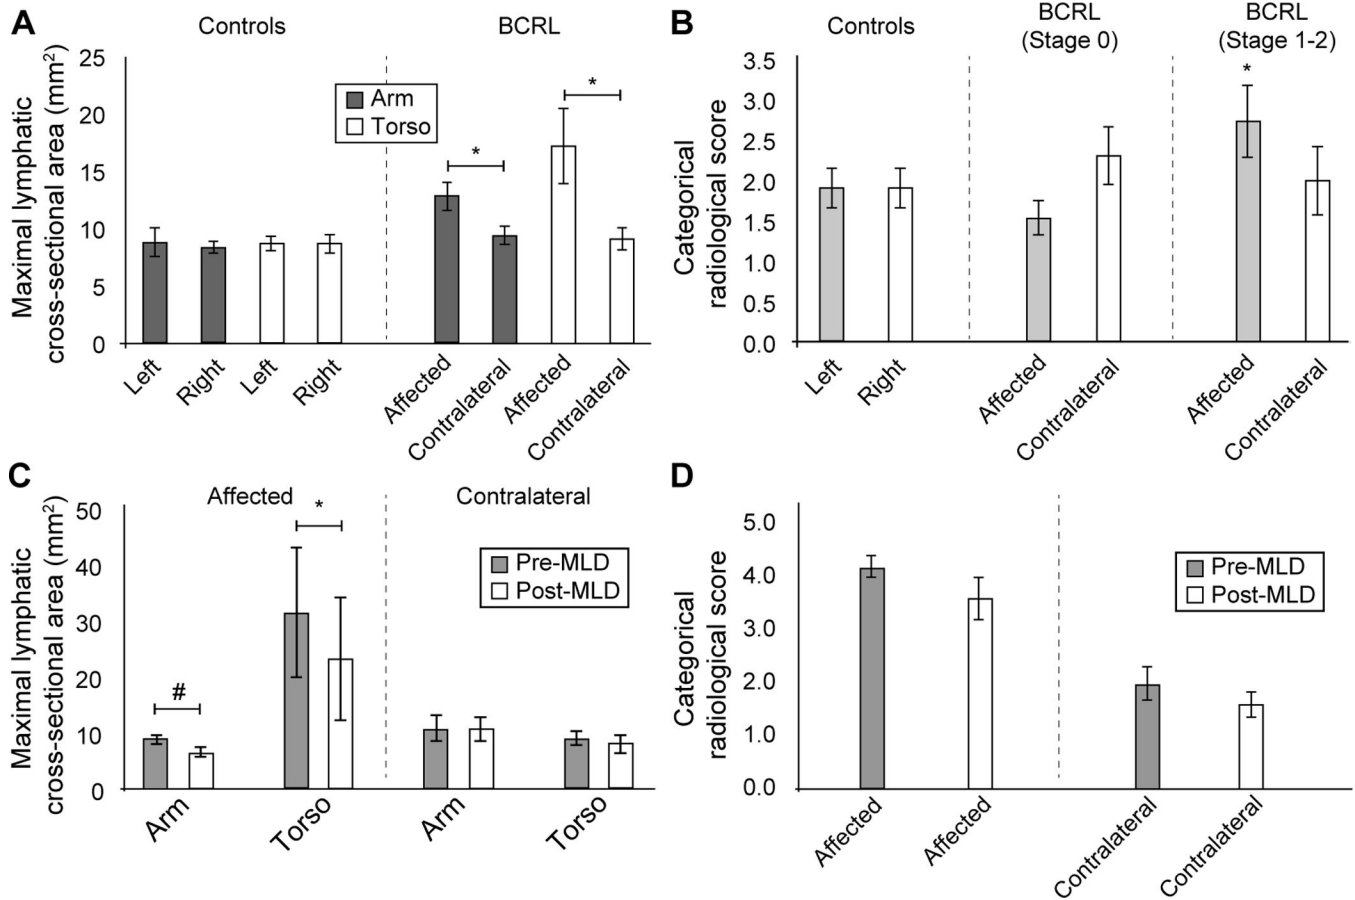 A
Controls
BCRL
Maximal lymphatic
cross-sectional area (mm²)
25
20
15
10
5
0
Arm
Torso
*
*
Left
Right
Left
Right
Affected
Contralateral
Affected
Contralateral
B
Controls
BCRL
(Stage 0)
BCRL
(Stage 1-2)
Categorical
radiological score
3.5
3.0
2.5
2.0
1.5
1.0
0.5
0.0
*
Left
Right
Affected
Contralateral
Affected
Contralateral
C
Affected
Contralateral
Maximal lymphatic
cross-sectional area (mm²)
50
40
30
20
10
0
#
*
Pre-MLD
Post-MLD
Arm
Torso
Arm
Torso
D
Categorical
radiological score
5.0
4.0
3.0
2.0
1.0
0.0
Pre-MLD
Post-MLD
Affected
Affected
Contralateral
Contralateral